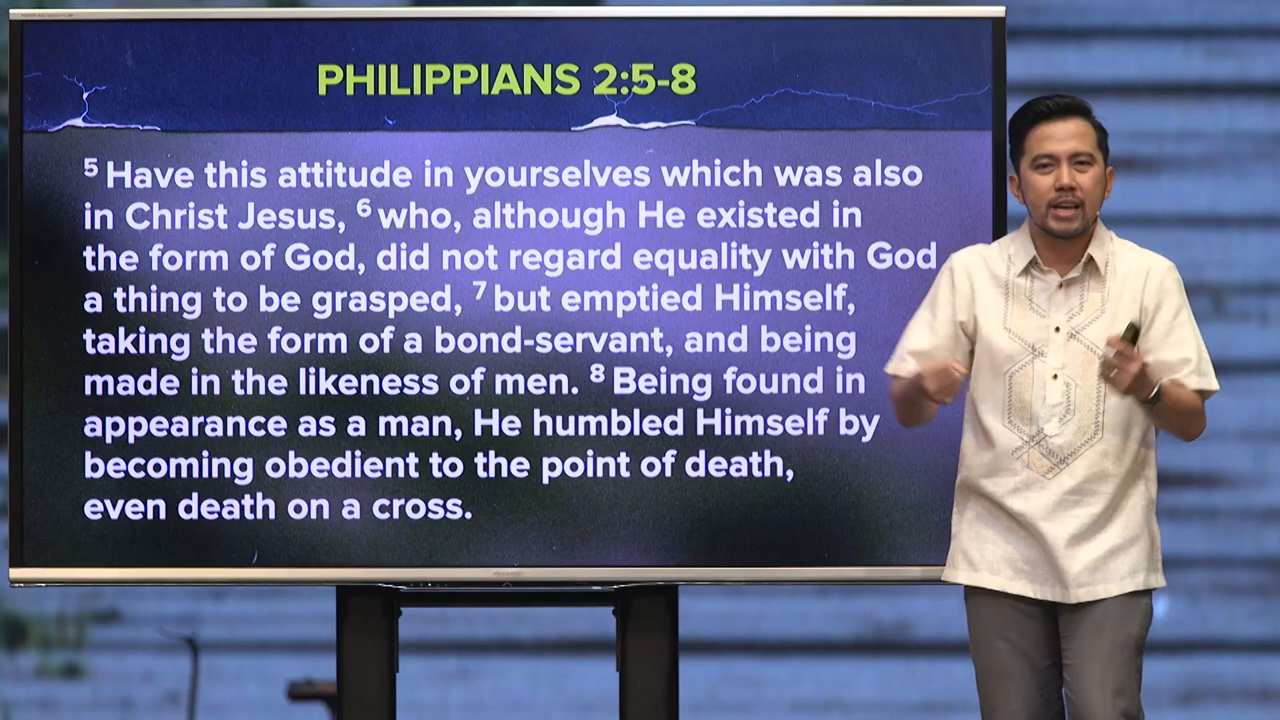 PHILIPPIANS 2:5-8
⁵ Have this attitude in yourselves which was also
in Christ Jesus, ⁶ who, although He existed in
the form of God, did not regard equality with God
a thing to be grasped, ⁷ but emptied Himself,
taking the form of a bond-servant, and being
made in the likeness of men. ⁸ Being found in
appearance as a man, He humbled Himself by
becoming obedient to the point of death,
even death on a cross.